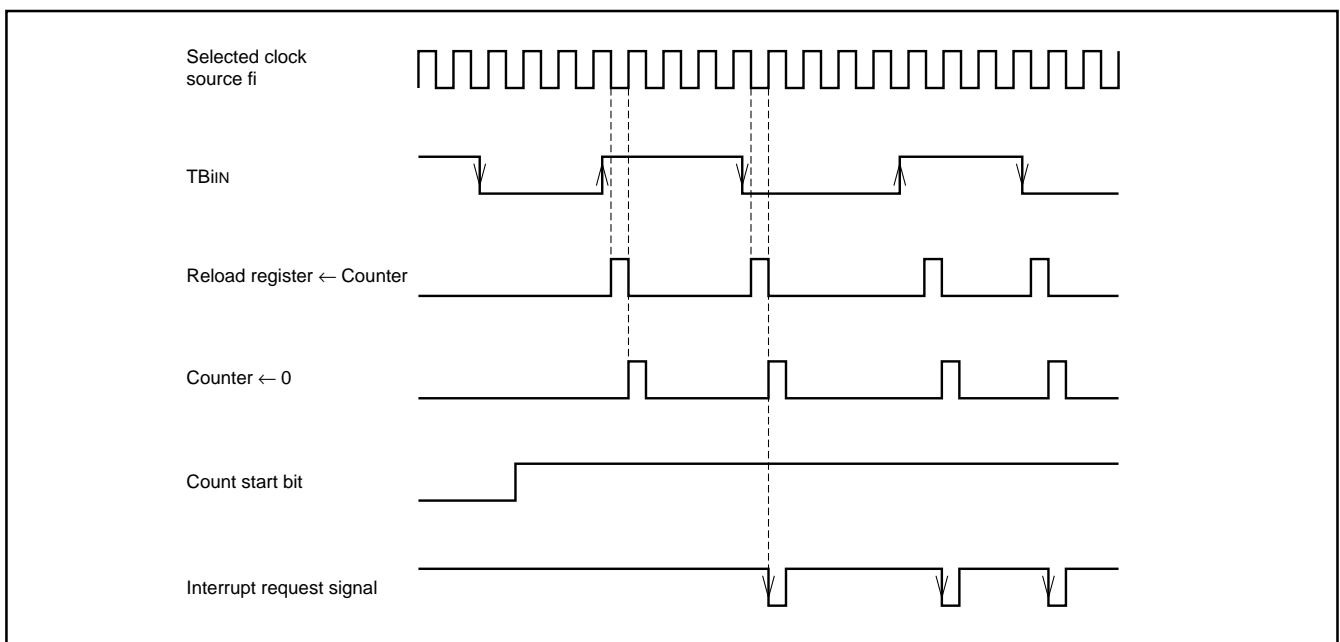 Selected clock
source fi
TBiIN
Reload register ← Counter
Counter ← 0
Count start bit
Interrupt request signal